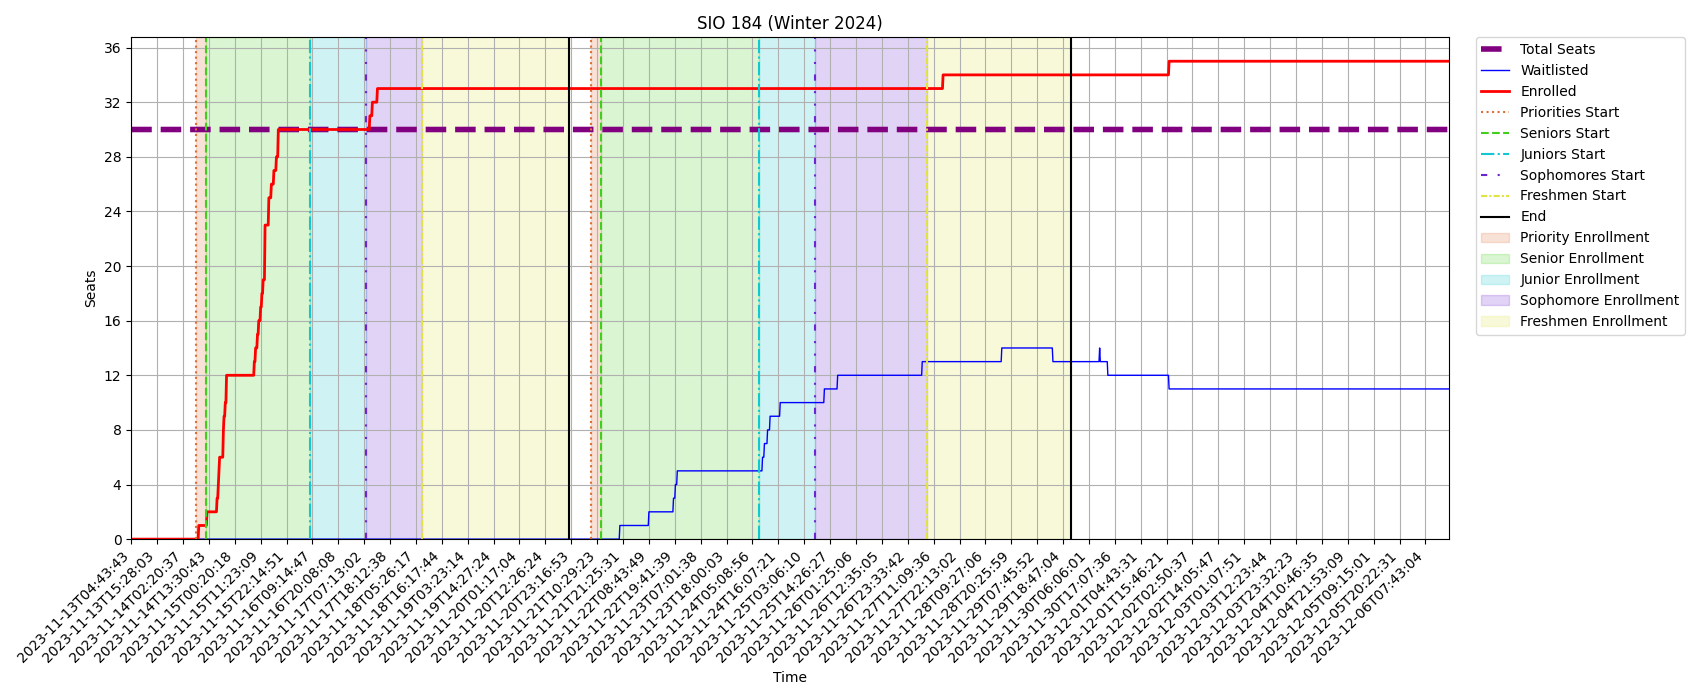 SIO 184 (Winter 2024)
Seats
36
32
28
24
20
16
12
8
4
0
2023-11-13T04:43:43
2023-11-13T15:28:03
2023-11-14T02:20:37
2023-11-14T13:30:43
2023-11-15T00:20:18
2023-11-15T11:23:09
2023-11-15T22:14:51
2023-11-16T09:14:47
2023-11-16T20:08:08
2023-11-17T07:13:02
2023-11-17T18:12:38
2023-11-18T05:26:17
2023-11-18T16:17:44
2023-11-19T03:23:14
2023-11-19T14:27:24
2023-11-20T01:17:04
2023-11-20T12:26:24
2023-11-20T23:16:53
2023-11-21T10:29:23
2023-11-21T21:25:31
2023-11-22T08:43:49
2023-11-22T19:41:39
2023-11-23T07:01:38
2023-11-23T18:00:03
2023-11-24T05:08:56
2023-11-24T16:07:21
2023-11-25T03:06:10
2023-11-25T14:26:27
2023-11-26T01:25:06
2023-11-26T12:35:05
2023-11-26T23:33:42
2023-11-27T11:09:36
2023-11-27T22:13:02
2023-11-28T09:27:06
2023-11-28T20:25:59
2023-11-29T07:45:52
2023-11-29T18:47:04
2023-11-30T06:06:01
2023-11-30T17:07:36
2023-12-01T04:43:31
2023-12-01T15:46:21
2023-12-02T02:50:37
2023-12-02T14:05:47
2023-12-03T01:07:51
2023-12-03T12:23:44
2023-12-03T23:32:23
2023-12-04T10:46:35
2023-12-04T21:53:09
2023-12-05T09:15:01
2023-12-05T20:22:31
2023-12-06T07:43:04
Time
Total Seats
Waitlisted
Enrolled
Priorities Start
Seniors Start
Juniors Start
Sophomores Start
Freshmen Start
End
Priority Enrollment
Senior Enrollment
Junior Enrollment
Sophomore Enrollment
Freshmen Enrollment